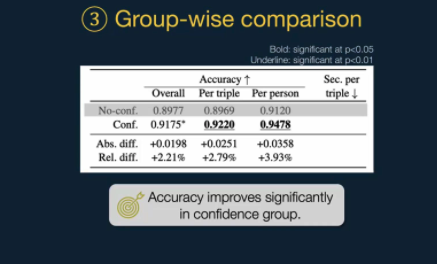 ③ Group-wise comparison
Bold: significant at p<0.05
Underline: significant at p<0.01
Accuracy ↑ Sec. per
Overall Per triple Per person triple ↓
No-conf. 0.8977 0.8969 0.9120
Conf. 0.9175* 0.9220 0.9478
Abs. diff. +0.0198 +0.0251 +0.0358
Rel. diff. +2.21% +2.79% +3.93%
Accuracy improves significantly
in confidence group.